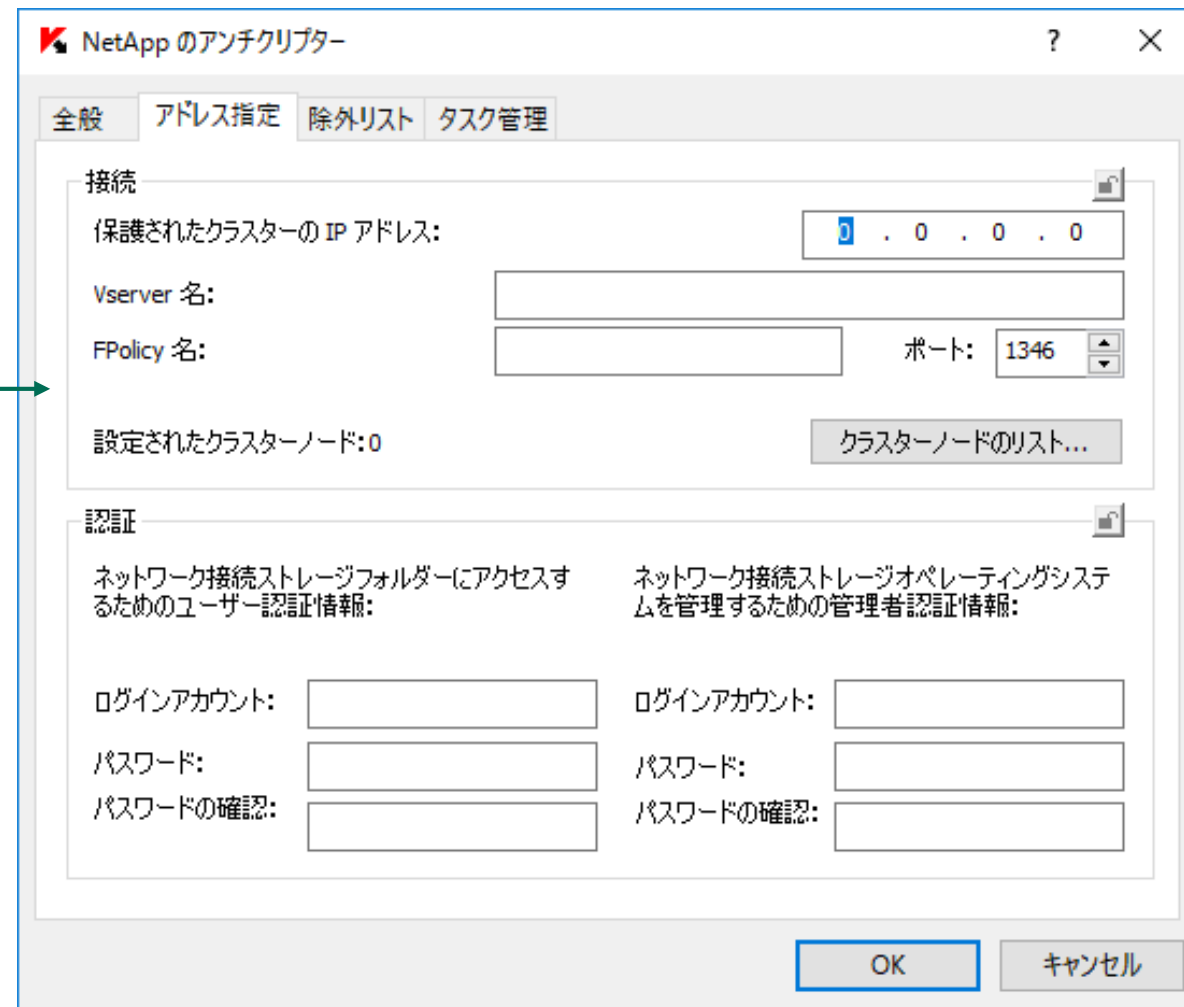 NetApp のアンチクリプター ?
全般 アドレス指定 除外リスト タスク管理
接続
保護されたクラスターの IP アドレス: 0 . 0 . 0 . 0
Vserver 名:
FPolicy 名: ポート: 1346
設定されたクラスターノード:0 クラスターノードのリスト...
認証
ネットワーク接続ストレージフォルダーにアクセスす
るためのユーザー認証情報:
ネットワーク接続ストレージオペレーティングシステ
ムを管理するための管理者認証情報:
ログインアカウント: ログインアカウント:
パスワード: パスワード:
パスワードの確認: パスワードの確認:
OK キャンセル